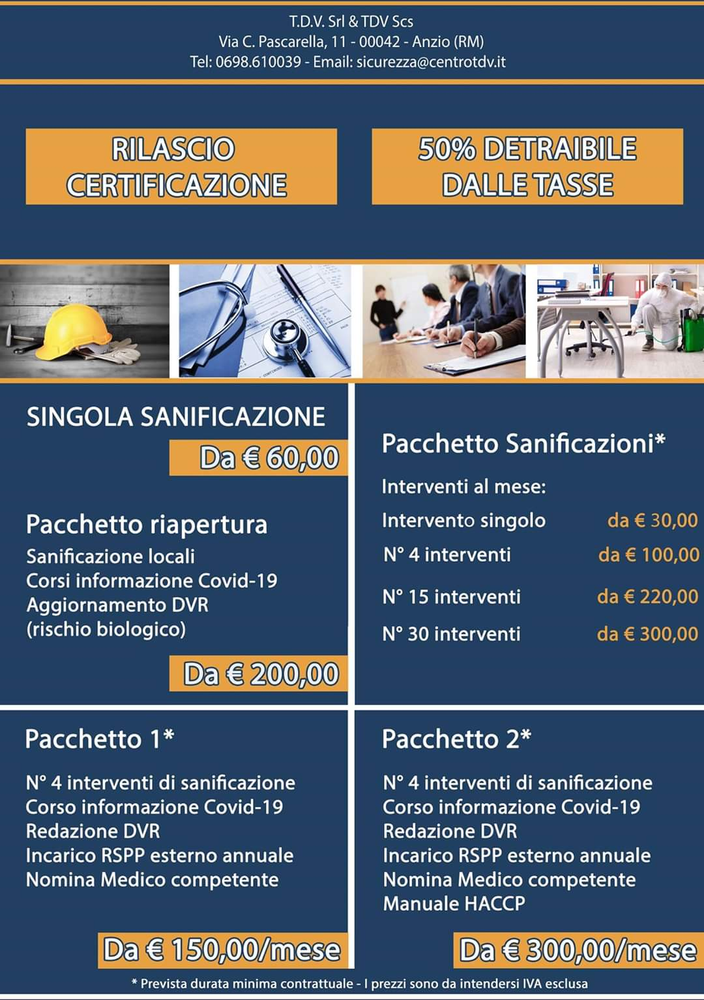 T.D.V. Srl & TDV Scs
Via C. Pascarella, 11 - 00042 - Anzio (RM)
Tel: 0698.610039 - Email: sicurezza@centrotdv.it
RILASCIO
CERTIFICAZIONE
50% DETRAIBILE
DALLE TASSE
SINGOLA SANIFICAZIONE
Da € 60,00
Pacchetto riapertura
Sanificazione locali
Corsi informazione Covid-19
Aggiornamento DVR
(rischio biologico)
Da € 200,00
Pacchetto Sanificazioni*
Interventi al mese:
Intervento singolo da € 30,00
N° 4 interventi da € 100,00
N° 15 interventi da € 220,00
N° 30 interventi da € 300,00
Pacchetto 1*
N° 4 interventi di sanificazione
Corso informazione Covid-19
Redazione DVR
Incarico RSPP esterno annuale
Nomina Medico competente
Da € 150,00/mese
Pacchetto 2*
N° 4 interventi di sanificazione
Corso informazione Covid-19
Redazione DVR
Incarico RSPP esterno annuale
Nomina Medico competente
Manuale HACCP
Da € 300,00/mese
* Prevista durata minima contrattuale - I prezzi sono da intendersi IVA esclusa